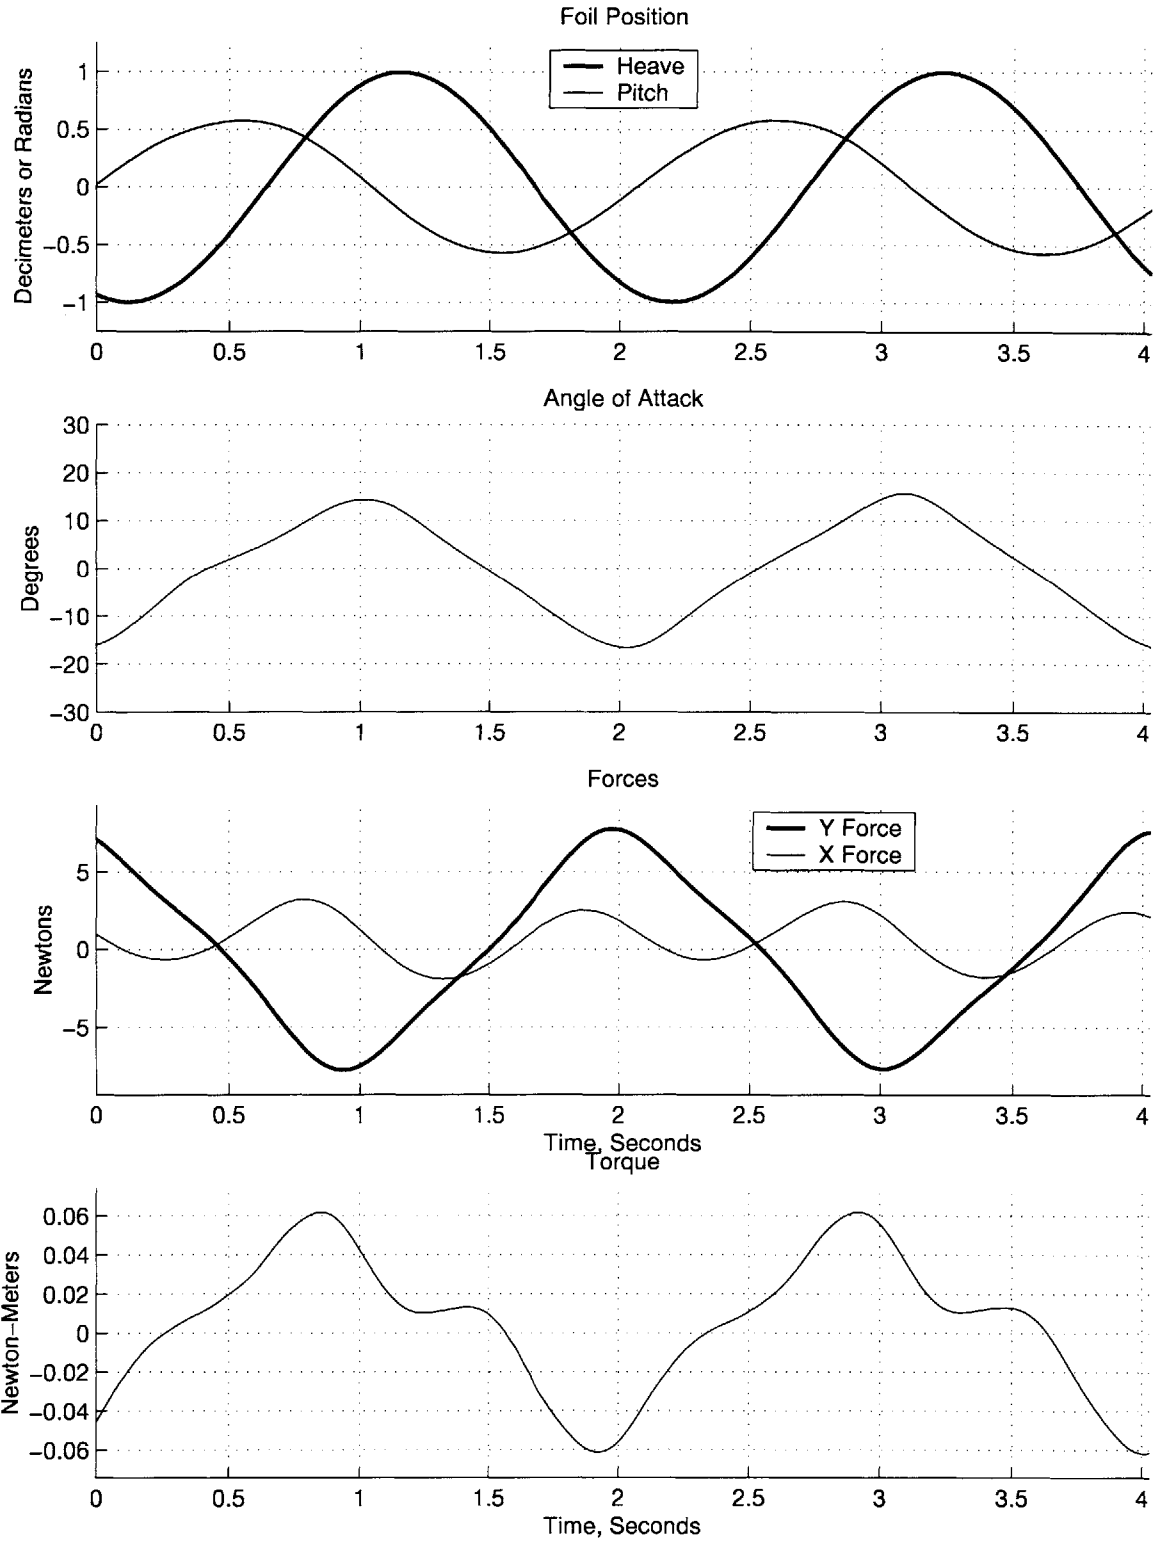 Foil Position
Heave
Pitch
Decimeters or Radians
1
0.5
0
−0.5
−1
0 0.5 1 1.5 2 2.5 3 3.5 4
Angle of Attack
Degrees
30
20
10
0
−10
−20
−30
0 0.5 1 1.5 2 2.5 3 3.5 4
Forces
Y Force
X Force
Newtons
5
0
−5
0 0.5 1 1.5 2 2.5 3 3.5 4
Time, Seconds
Torque
Newton−Meters
0.06
0.04
0.02
0
−0.02
−0.04
−0.06
0 0.5 1 1.5 2 2.5 3 3.5 4
Time, Seconds